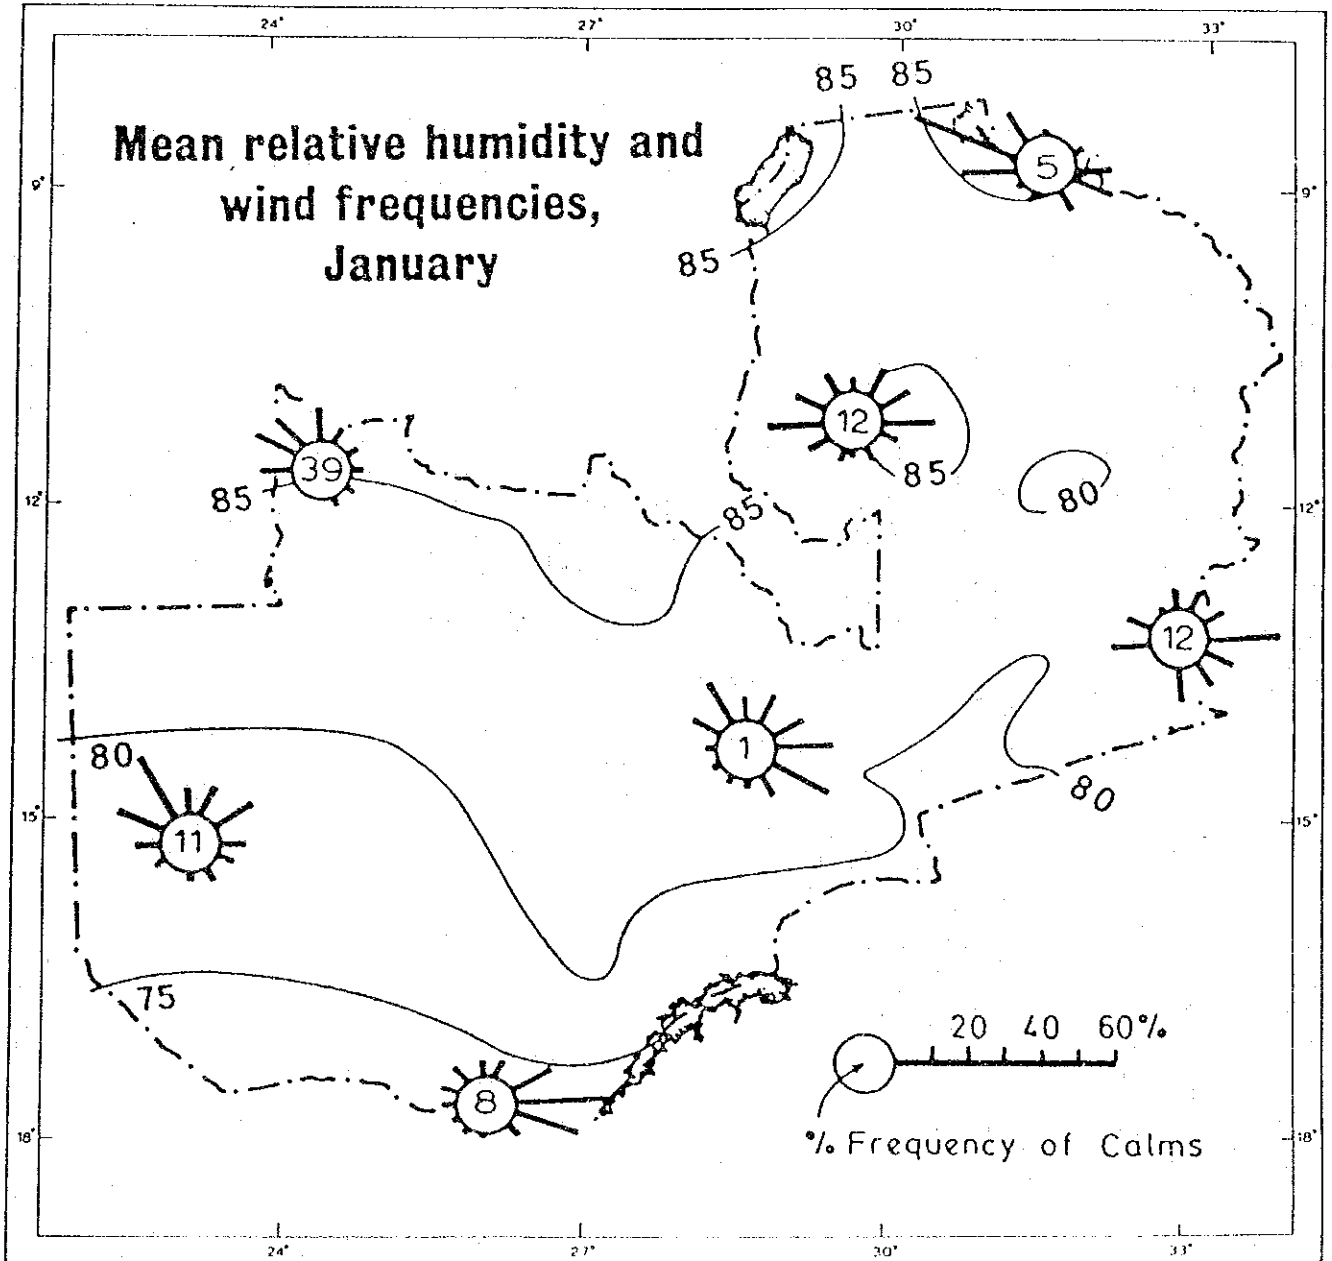 24° 27° 30° 33°
85 85
Mean relative humidity and
wind frequencies,
January
5
9° 9°
85
12
39
85
85
85
80
12° 12°
12
80
1
80
11
15° 15°
75
20 40 60%
8
18° 18°
% Frequency of Calms
24° 27° 30° 33°